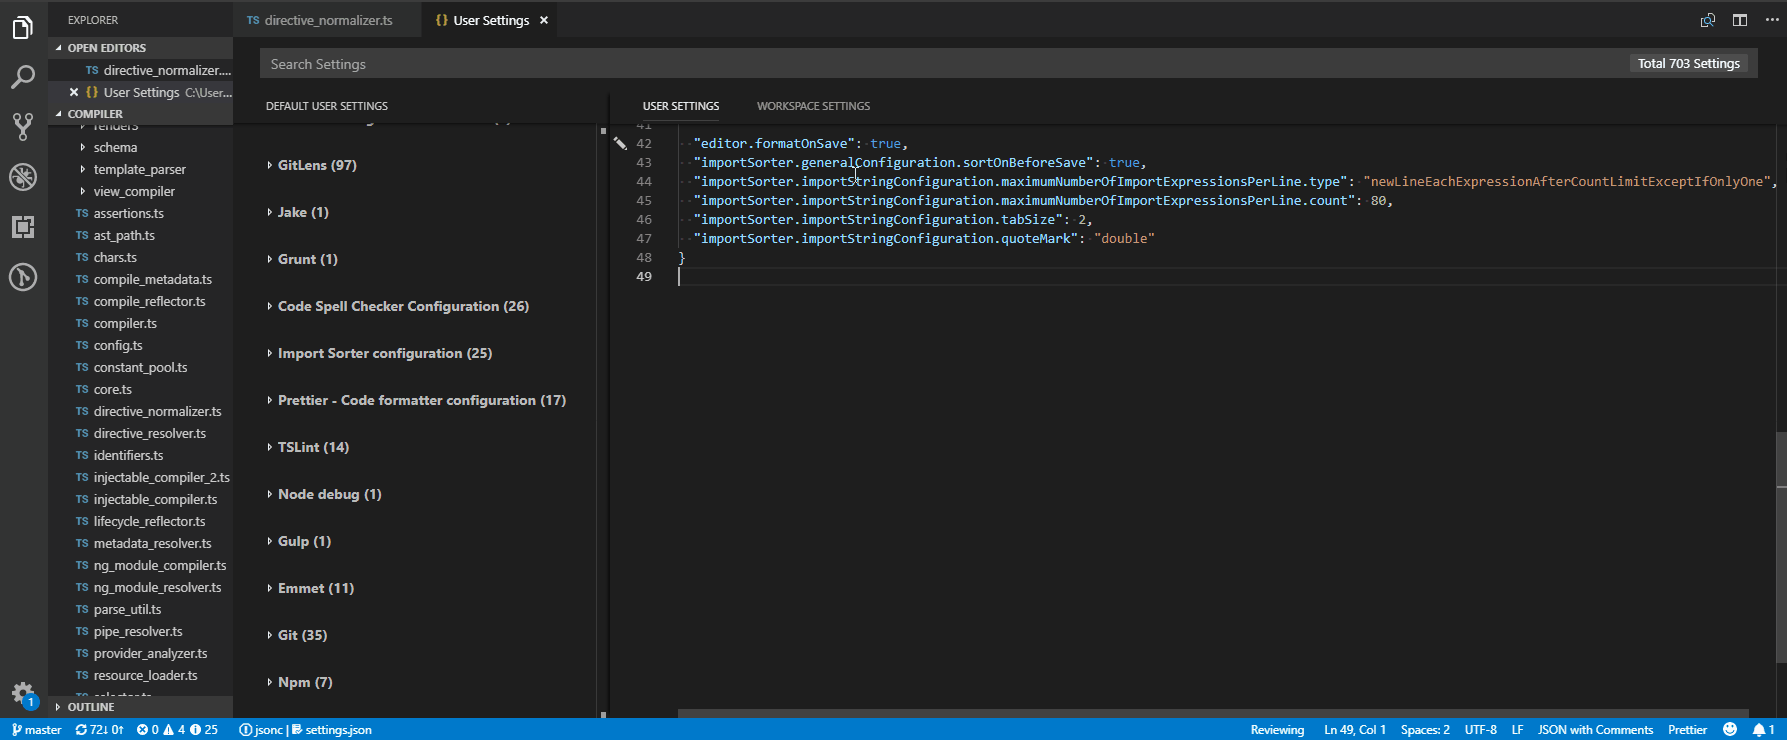 EXPLORER
OPEN EDITORS
TS directive_normalizer....
{} User Settings C:\User...
COMPILER
renders
schema
template_parser
view_compiler
TS assertions.ts
TS ast_path.ts
TS chars.ts
TS compile_metadata.ts
TS compile_reflector.ts
TS compiler.ts
TS config.ts
TS constant_pool.ts
TS core.ts
TS directive_normalizer.ts
TS directive_resolver.ts
TS identifiers.ts
TS injectable_compiler_2.ts
TS injectable_compiler.ts
TS lifecycle_reflector.ts
TS metadata_resolver.ts
TS ng_module_compiler.ts
TS ng_module_resolver.ts
TS parse_util.ts
TS pipe_resolver.ts
TS provider_analyzer.ts
TS resource_loader.ts
OUTLINE
1
TS directive_normalizer.ts
{} User Settings ×
Search Settings
Total 703 Settings
DEFAULT USER SETTINGS
GitLens (97)
Jake (1)
Grunt (1)
Code Spell Checker Configuration (26)
Import Sorter configuration (25)
Prettier - Code formatter configuration (17)
TSLint (14)
Node debug (1)
Gulp (1)
Emmet (11)
Git (35)
Npm (7)
USER SETTINGS WORKSPACE SETTINGS
41
42 "editor.formatOnSave": true,
43 "importSorter.generalConfiguration.sortOnBeforeSave": true,
44 "importSorter.importStringConfiguration.maximumNumberOfImportExpressionsPerLine.type": "newLineEachExpressionAfterCountLimitExceptIfOnlyOne",
45 "importSorter.importStringConfiguration.maximumNumberOfImportExpressionsPerLine.count": 80,
46 "importSorter.importStringConfiguration.tabSize": 2,
47 "importSorter.importStringConfiguration.quoteMark": "double"
48 }
49
master 72↓ 0↑ 0 4 25 jsonc | settings.json Reviewing Ln 49, Col 1 Spaces: 2 UTF-8 LF JSON with Comments Prettier 1